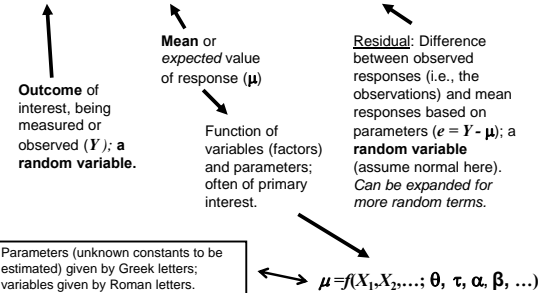 Outcome of
interest, being
measured or
observed (Y); a
random variable.
Mean or
expected value
of response (μ)
Function of
variables (factors)
and parameters;
often of primary
interest.
Residual: Difference
between observed
responses (i.e., the
observations) and mean
responses based on
parameters (e = Y - μ); a
random variable
(assume normal here).
Can be expanded for
more random terms.
Parameters (unknown constants to be
estimated) given by Greek letters;
variables given by Roman letters.
μ=f(X₁,X₂,…; θ, τ, α, β, …)